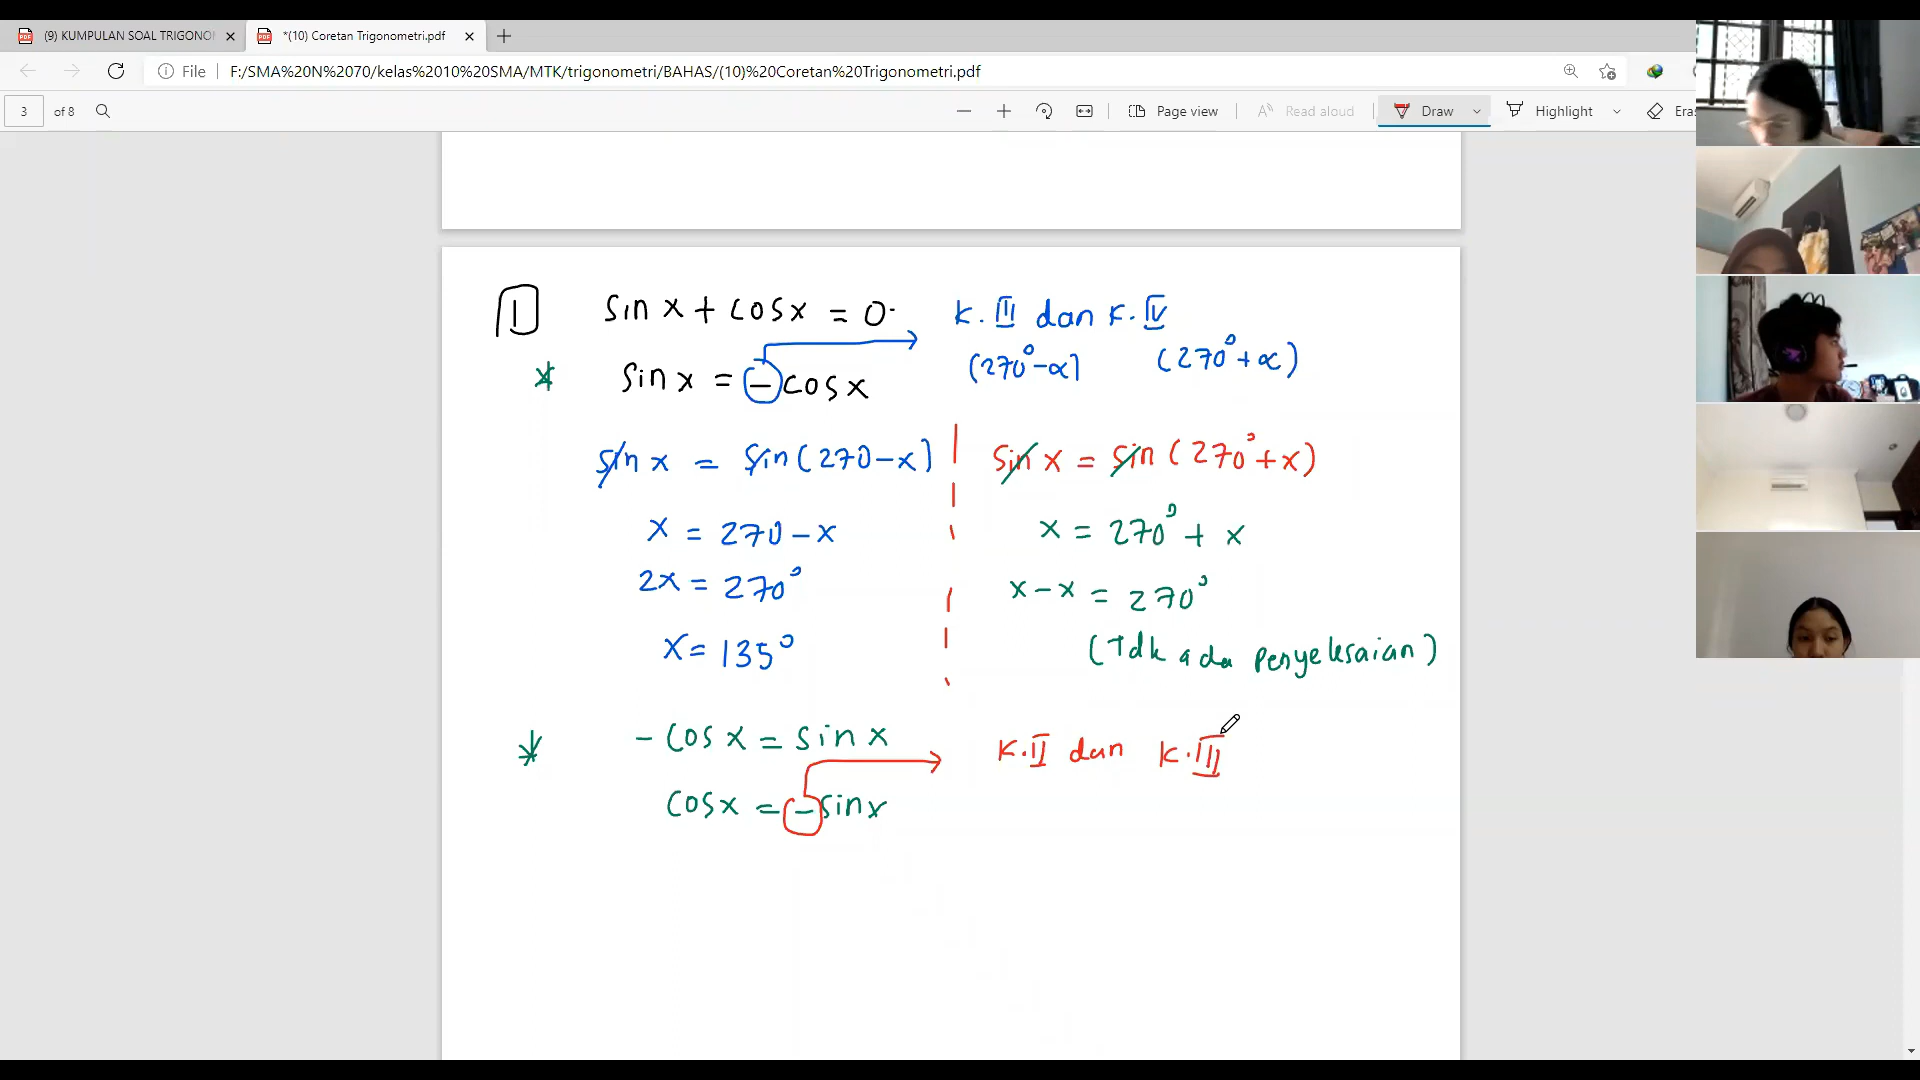 (9) KUMPULAN SOAL TRIGONO
*(10) Coretan Trigonometri.pdf
File
F:/SMA%20N%2070/kelas%2010%20SMA/MTK/trigonometri/BAHAS/(10)%20Coretan%20Trigonometri.pdf
3 of 8
Page view
Read aloud
Draw
Highlight
Eras
1 sin x + cos x = 0 K. III dan K. IV
(270° - α) (270° + α)
* sin x = - cos x
sin x = sin (270 - x) sin x = sin (270° + x)
x = 270 - x x = 270° + x
2x = 270° x - x = 270°
x = 135° (Tdk ada penyelesaian)
* - cos x = sin x K. II dan K. III
cos x = - sin x